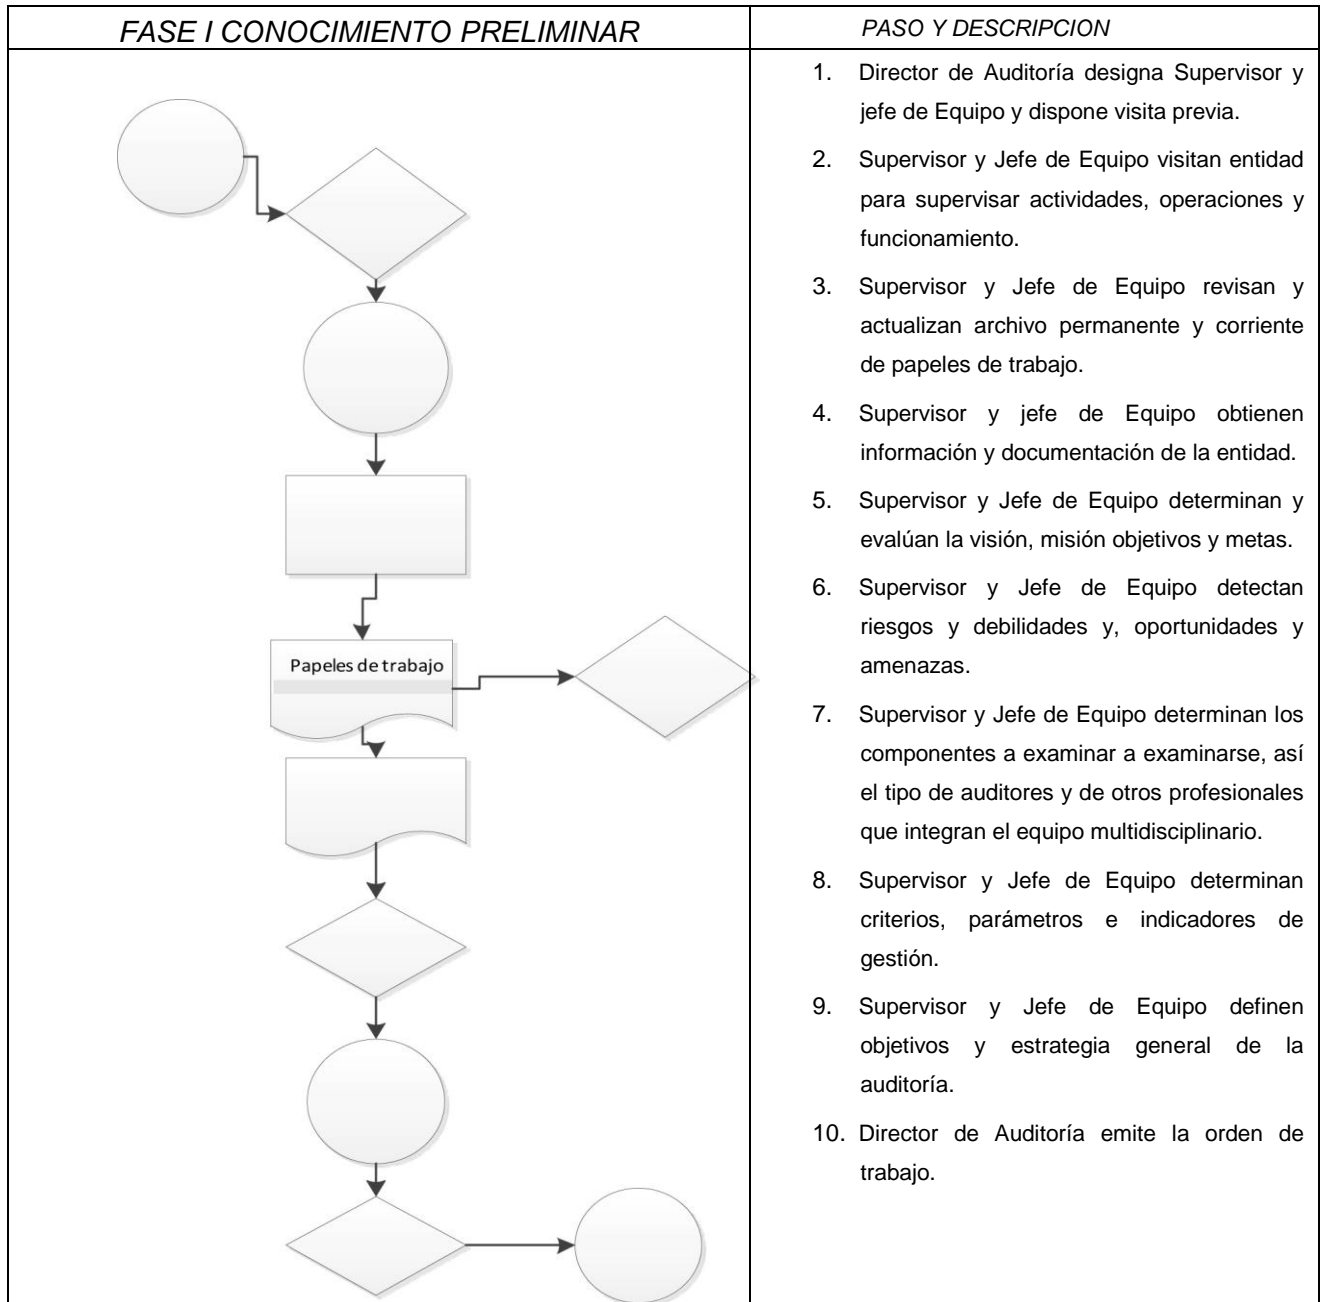 FASE I CONOCIMIENTO PRELIMINAR
PASO Y DESCRIPCION
Papeles de trabajo
1. Director de Auditoría designa Supervisor y
jefe de Equipo y dispone visita previa.
2. Supervisor y Jefe de Equipo visitan entidad
para supervisar actividades, operaciones y
funcionamiento.
3. Supervisor y Jefe de Equipo revisan y
actualizan archivo permanente y corriente
de papeles de trabajo.
4. Supervisor y jefe de Equipo obtienen
información y documentación de la entidad.
5. Supervisor y Jefe de Equipo determinan y
evalúan la visión, misión objetivos y metas.
6. Supervisor y Jefe de Equipo detectan
riesgos y debilidades y, oportunidades y
amenazas.
7. Supervisor y Jefe de Equipo determinan los
componentes a examinar a examinarse, así
el tipo de auditores y de otros profesionales
que integran el equipo multidisciplinario.
8. Supervisor y Jefe de Equipo determinan
criterios, parámetros e indicadores de
gestión.
9. Supervisor y Jefe de Equipo definen
objetivos y estrategia general de la
auditoría.
10. Director de Auditoría emite la orden de
trabajo.